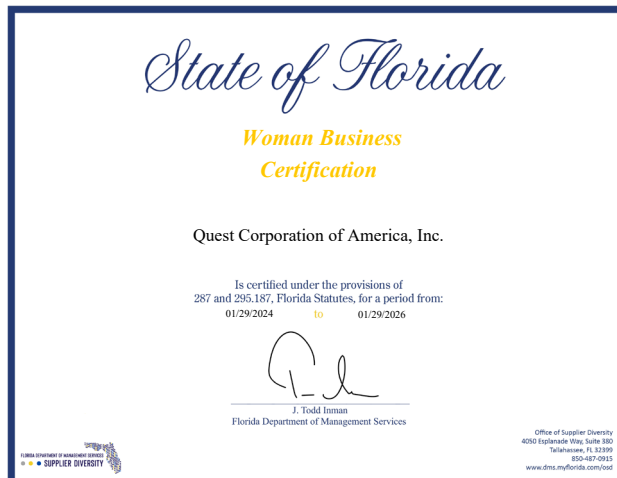 State of Florida
Woman Business
Certification
Quest Corporation of America, Inc.
Is certified under the provisions of
287 and 295.187, Florida Statutes, for a period from:
01/29/2024 to 01/29/2026
J. Todd Inman
Florida Department of Management Services
FLORIDA DEPARTMENT OF MANAGEMENT SERVICES
SUPPLIER DIVERSITY
Office of Supplier Diversity
4050 Esplanade Way, Suite 380
Tallahassee, FL 32399
850-487-0915
www.dms.myflorida.com/osd